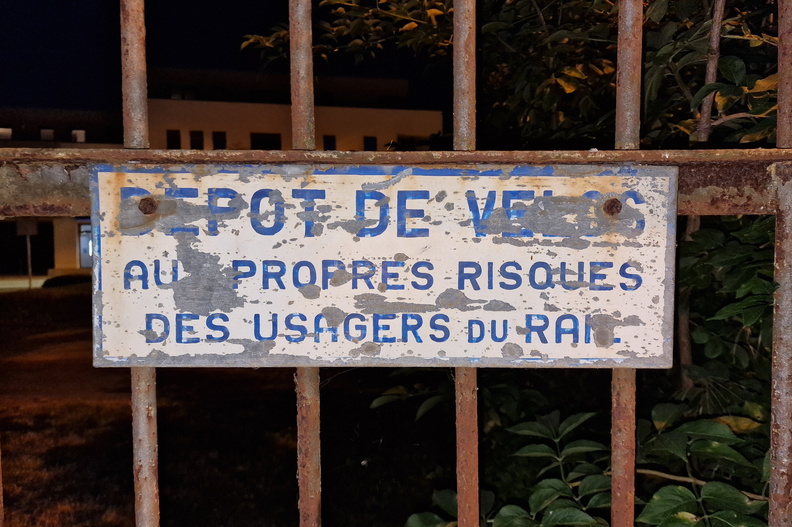 DEPOT DE VELOS
AU PROPRES RISQUES
DES USAGERS DU RAIL